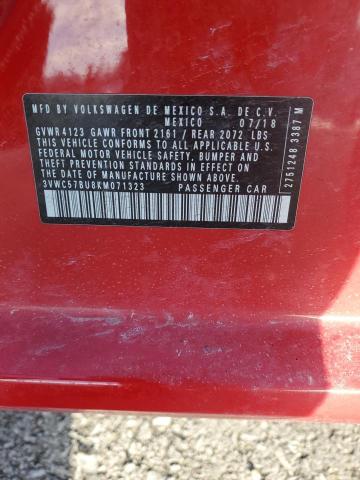 MFD BY VOLKSWAGEN DE MEXICO S.A. DE C.V.
MEXICO 07/18
GVWR 4123 GAWR FRONT 2161 / REAR 2072 LBS
THIS VEHICLE CONFORMS TO ALL APPLICABLE U.S.
FEDERAL MOTOR VEHICLE SAFETY, BUMPER AND
THEFT PREVENTION STANDARDS IN EFFECT ON THE
DATE OF MANUFACTURE SHOWN ABOVE.
3VWC57BU8KM071323 PASSENGER CAR
2751248 3387 M